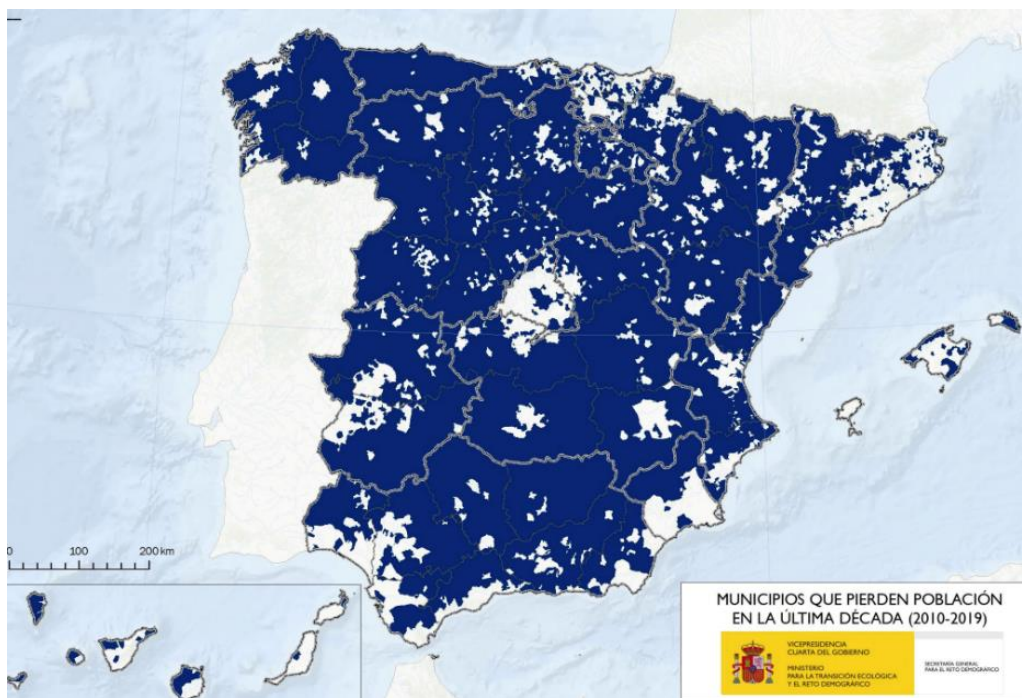 0 100 200 km
MUNICIPIOS QUE PIERDEN POBLACIÓN
EN LA ÚLTIMA DÉCADA (2010-2019)
VICEPRESIDENCIA
CUARTA DEL GOBIERNO
MINISTERIO
PARA LA TRANSICIÓN ECOLÓGICA
Y EL RETO DEMOGRÁFICO
SECRETARÍA GENERAL
PARA EL RETO DEMOGRÁFICO